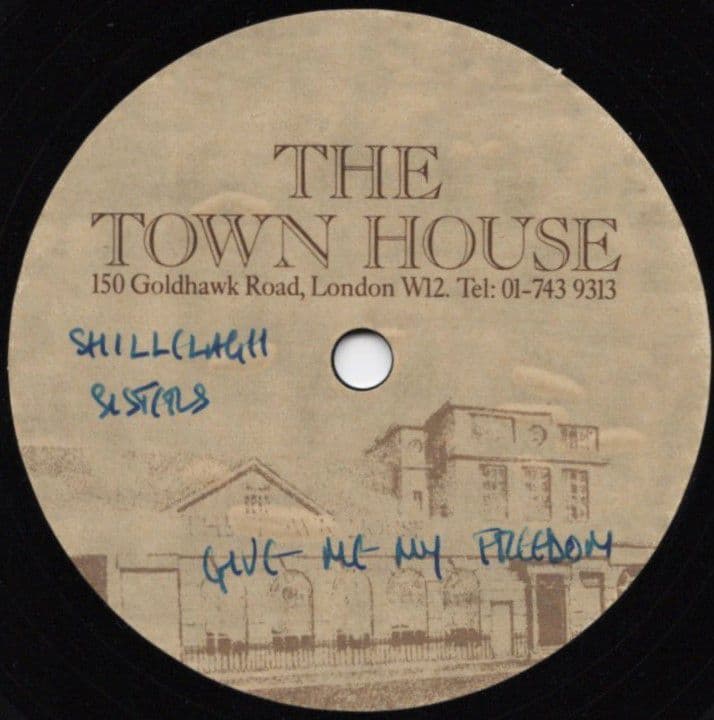 THE
TOWN HOUSE
150 Goldhawk Road, London W12. Tel: 01-743 9313
SHILLELAGH
SISTERS
GIVE ME MY FREEDOM